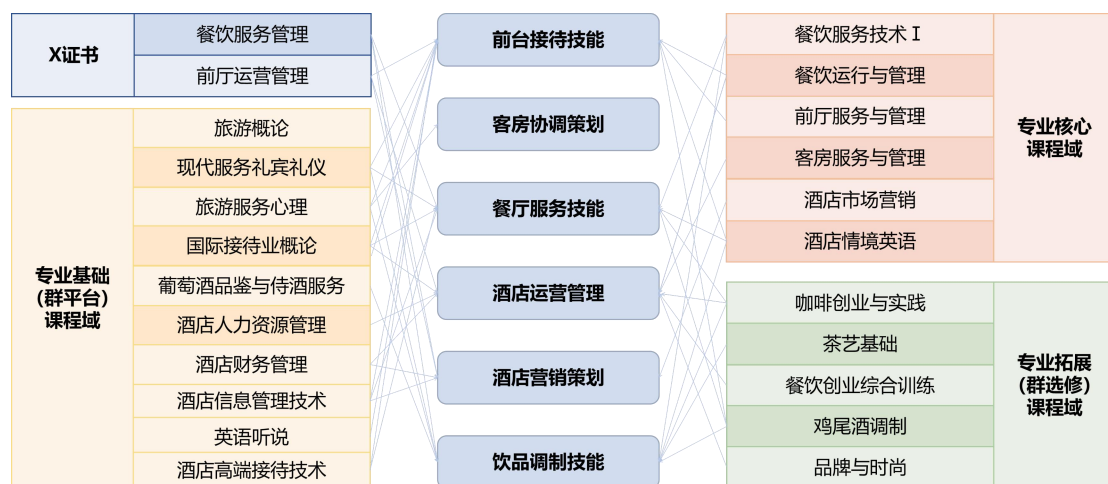 X证书
餐饮服务管理
前厅运营管理
专业基础
(群平台)
课程域
旅游概论
现代服务礼宾礼仪
旅游服务心理
国际接待业概论
葡萄酒品鉴与侍酒服务
酒店人力资源管理
酒店财务管理
酒店信息管理技术
英语听说
酒店高端接待技术
前台接待技能
客房协调策划
餐厅服务技能
酒店运营管理
酒店营销策划
饮品调制技能
餐饮服务技术 I
餐饮运行与管理
前厅服务与管理
客房服务与管理
酒店市场营销
酒店情境英语
专业核心
课程域
咖啡创业与实践
茶艺基础
餐饮创业综合训练
鸡尾酒调制
品牌与时尚
专业拓展
(群选修)
课程域